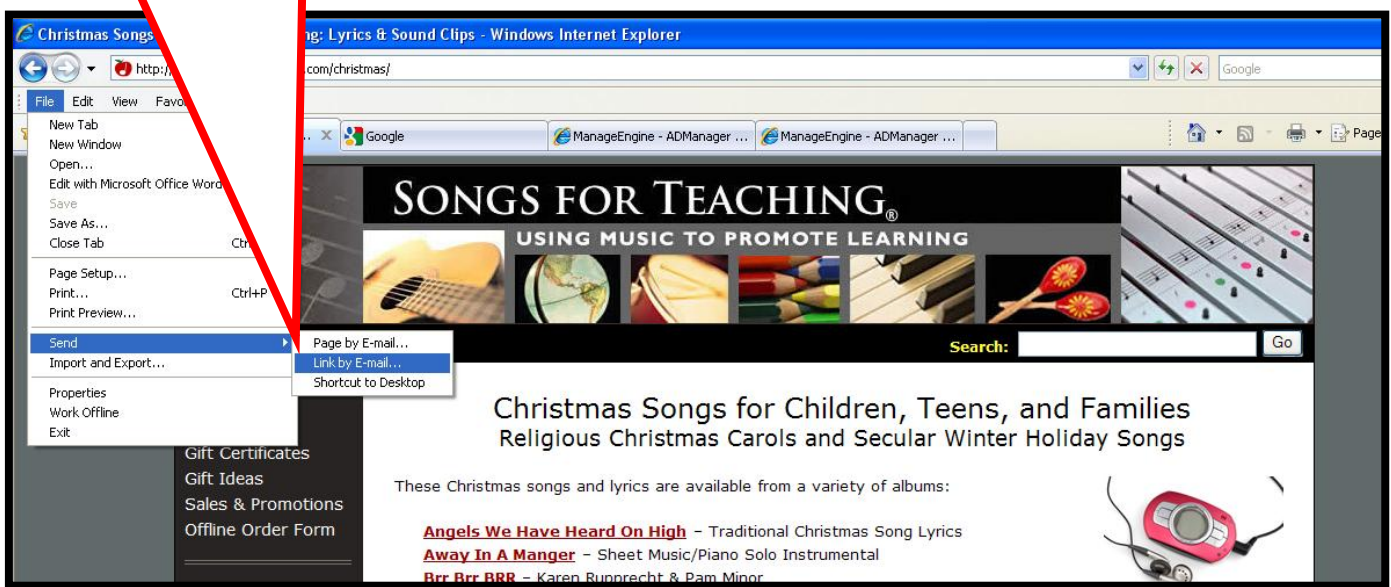 Christmas Songs ng: Lyrics & Sound Clips - Windows Internet Explorer
http:// .com/christmas/
Google
File Edit View
... Google ManageEngine - ADManager ... ManageEngine - ADManager ... Page
New Tab
New Window
Open...
Edit with Microsoft Office Word
Save
Save As...
Close Tab
Page Setup...
Print... Ctrl+P
Print Preview...
Send
Import and Export...
Properties
Work Offline
Exit
Page by E-mail...
Link by E-mail...
Shortcut to Desktop
SONGS FOR TEACHING®
USING MUSIC TO PROMOTE LEARNING
Search: Go
Gift Certificates
Gift Ideas
Sales & Promotions
Offline Order Form
Christmas Songs for Children, Teens, and Families
Religious Christmas Carols and Secular Winter Holiday Songs
These Christmas songs and lyrics are available from a variety of albums:
Angels We Have Heard On High – Traditional Christmas Song Lyrics
Away In A Manger – Sheet Music/Piano Solo Instrumental
Brr Brr BRR – Karen Rupprecht & Pam Minor